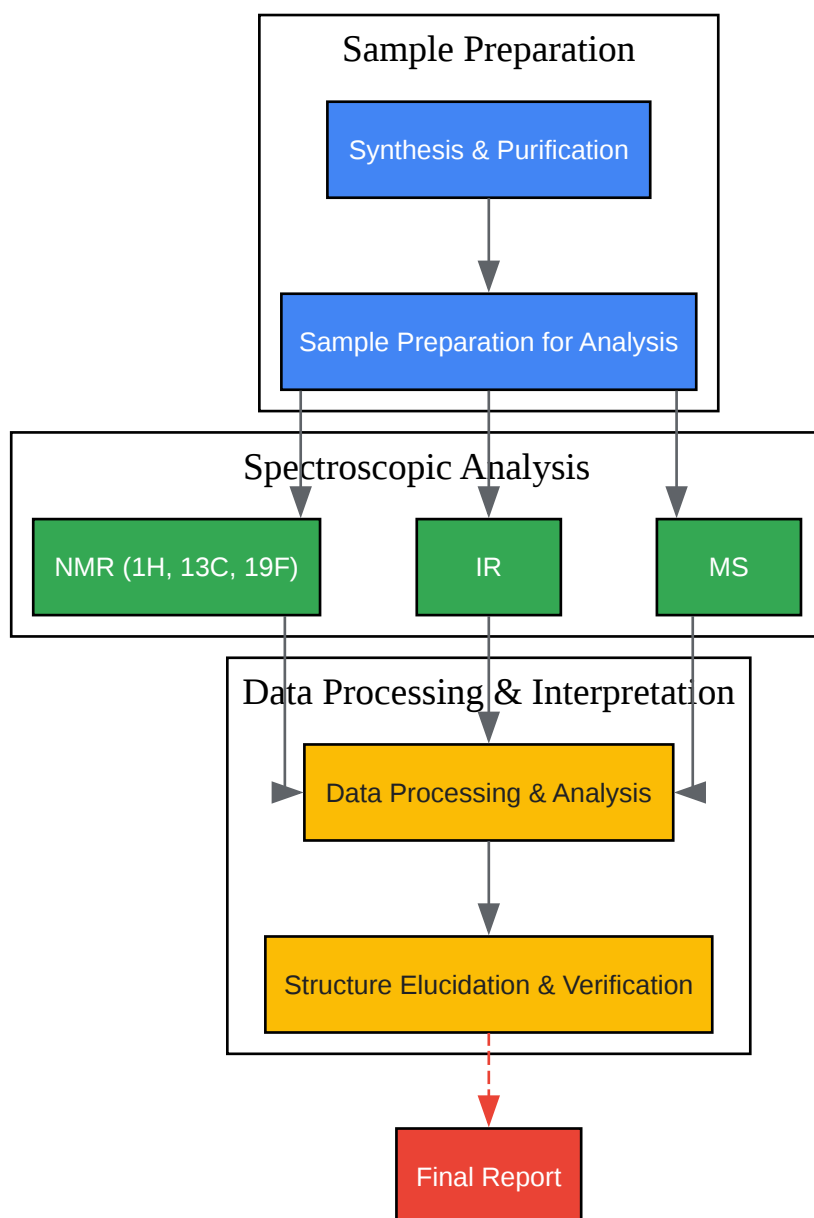 Sample Preparation
Synthesis & Purification
Sample Preparation for Analysis
Spectroscopic Analysis
NMR (1H, 13C, 19F)
IR
MS
Data Processing & Interpretation
Data Processing & Analysis
Structure Elucidation & Verification
Final Report